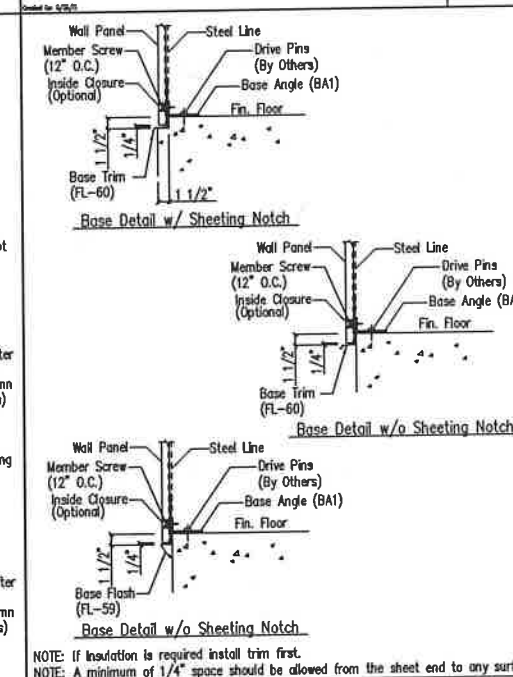 Wall Panel
Steel Line
Member Screw
(12" O.C.)
Drive Pins
(By Others)
Inside Closure
(Optional)
Base Angle (BA1)
Fin. Floor
1 1/2"
1/4"
Base Trim
(FL-60)
1 1/2"
Base Detail w/ Sheeting Notch
Wall Panel
Steel Line
Member Screw
(12" O.C.)
Drive Pins
(By Others)
Inside Closure
(Optional)
Base Angle (BA
Fin. Floor
1 1/2"
1/4"
Base Trim
(FL-60)
Base Detail w/o Sheeting Notch
Wall Panel
Steel Line
Member Screw
(12" O.C.)
Drive Pins
(By Others)
Inside Closure
(Optional)
Base Angle (BA1)
Fin. Floor
1 1/2"
1/4"
Base Flash
(FL-59)
Base Detail w/o Sheeting Notch
NOTE: If insulation is required install trim first.
NOTE: A minimum of 1/4" space should be allowed from the sheet end to any surf